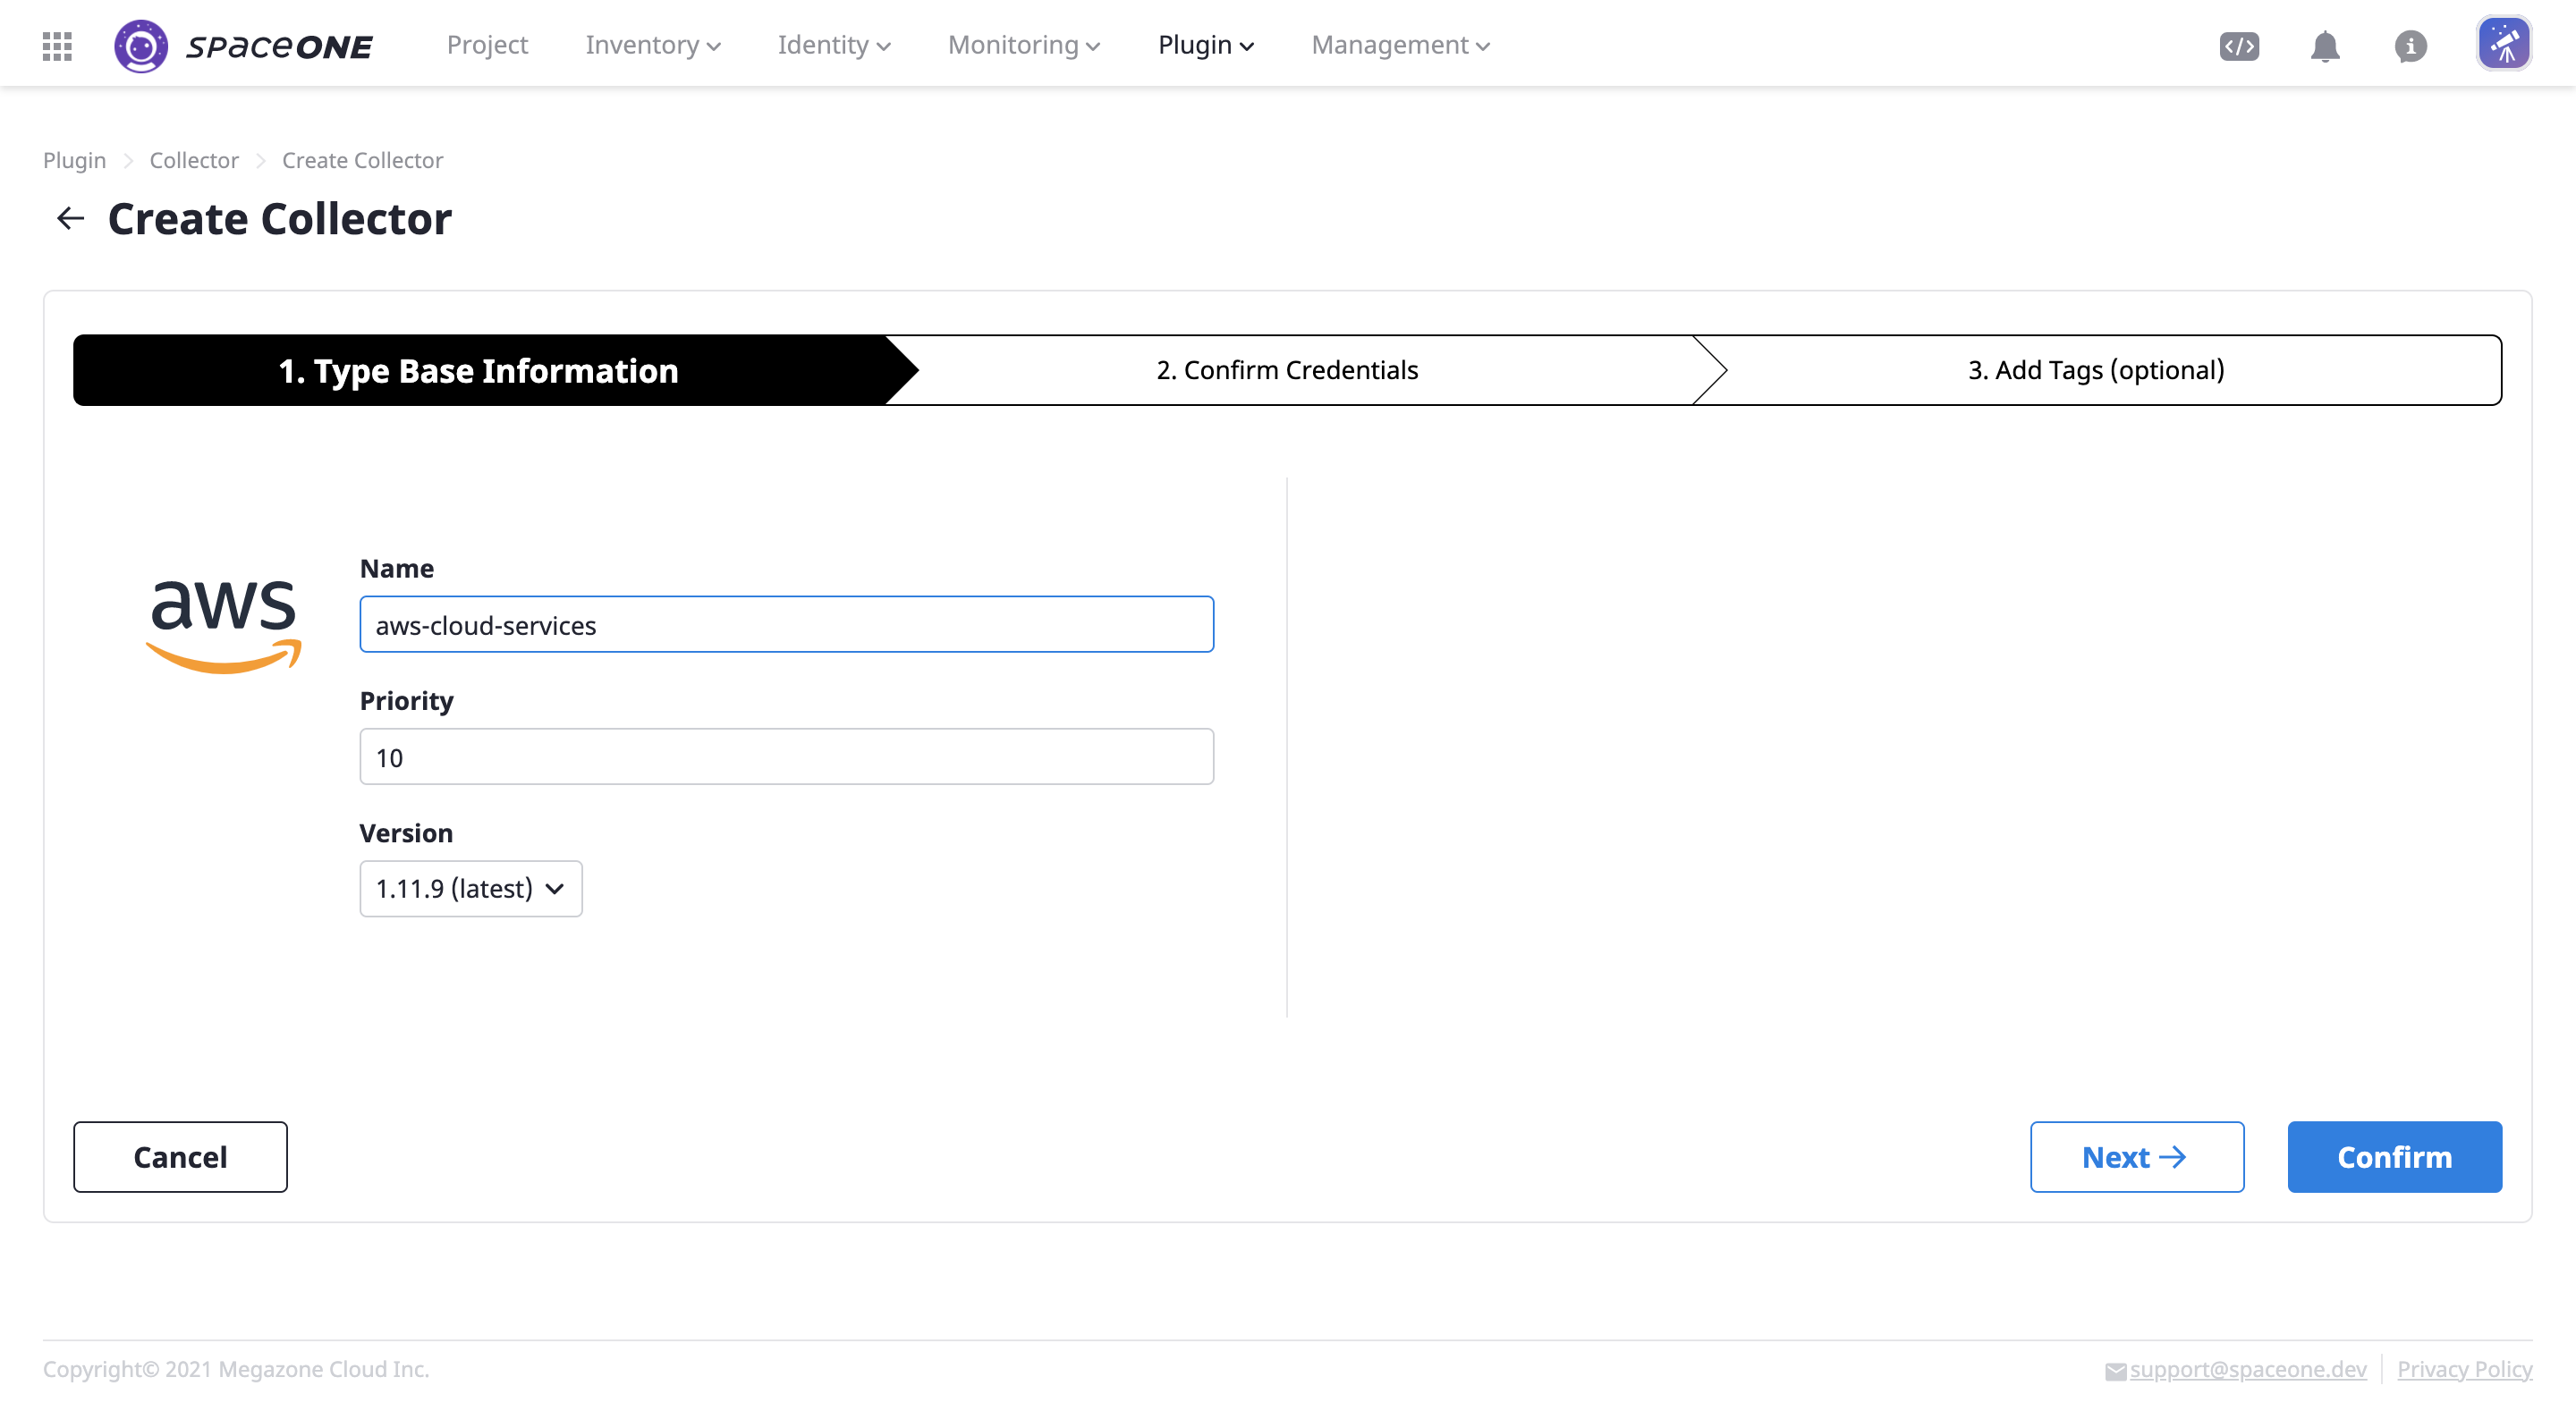 spaceONE Project Inventory Identity Monitoring Plugin Management
Plugin Collector Create Collector
Create Collector
1. Type Base Information 2. Confirm Credentials 3. Add Tags (optional)
aws
Name
aws-cloud-services
Priority
10
Version
1.11.9 (latest)
Cancel Next Confirm
Copyright© 2021 Megazone Cloud Inc. support@spaceone.dev Privacy Policy